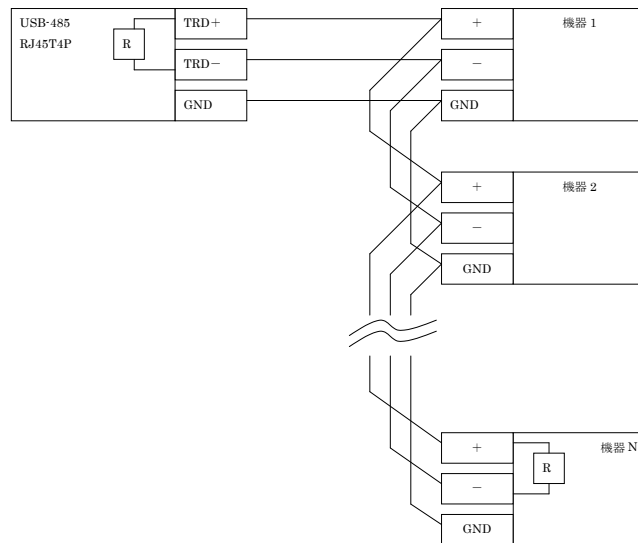 USB-485
RJ45T4P
R
TRD+
TRD−
GND
+
−
GND
機器 1
+
−
GND
機器 2
+
−
GND
R
機器 N